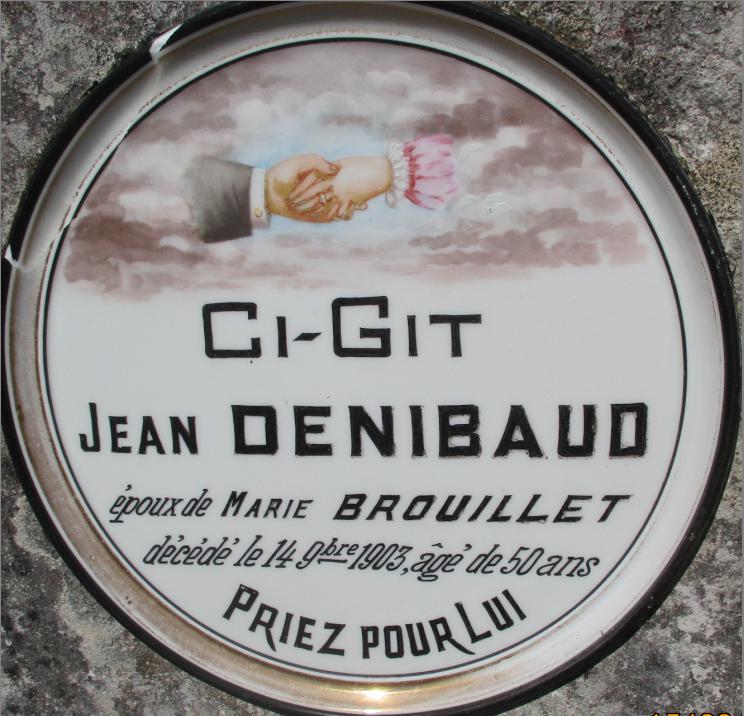 CI-GIT
JEAN DENIBAUD
époux de MARIE BROUILLET
décédé le 14 9bre 1903, âgé de 50 ans
PRIEZ POUR LUI